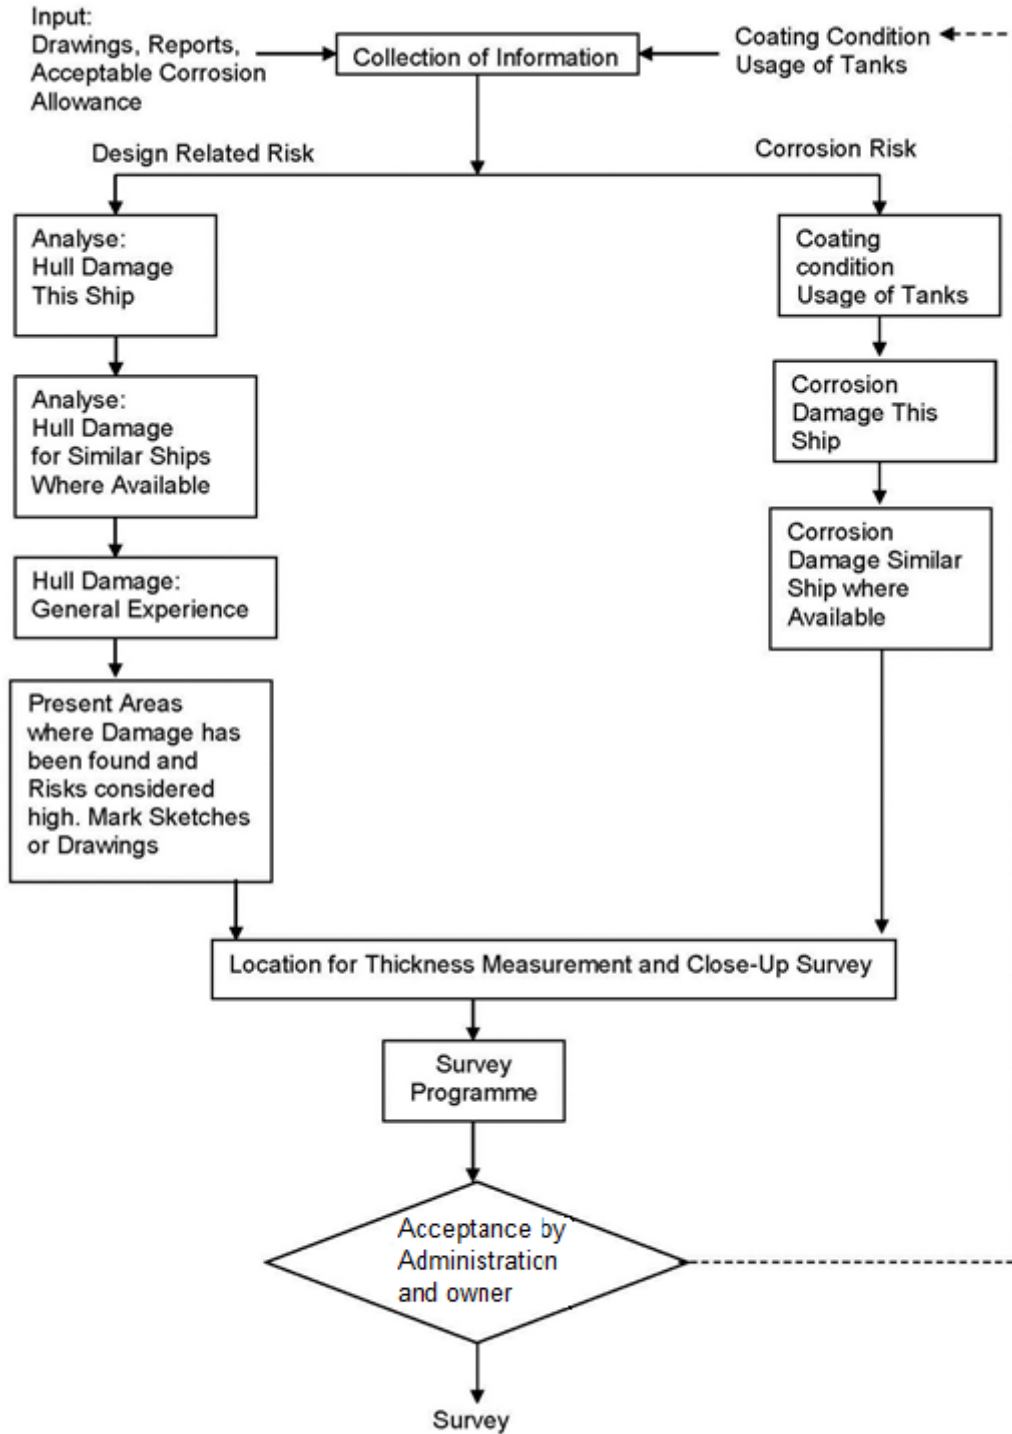 Input:
Drawings, Reports,
Acceptable Corrosion
Allowance
Collection of Information
Coating Condition
Usage of Tanks
Design Related Risk
Corrosion Risk
Analyse:
Hull Damage
This Ship
Coating
condition
Usage of Tanks
Analyse:
Hull Damage
for Similar Ships
Where Available
Corrosion
Damage This
Ship
Hull Damage:
General Experience
Corrosion
Damage Similar
Ship where
Available
Present Areas
where Damage has
been found and
Risks considered
high. Mark Sketches
or Drawings
Location for Thickness Measurement and Close-Up Survey
Survey
Programme
Acceptance by
Administration
and owner
Survey